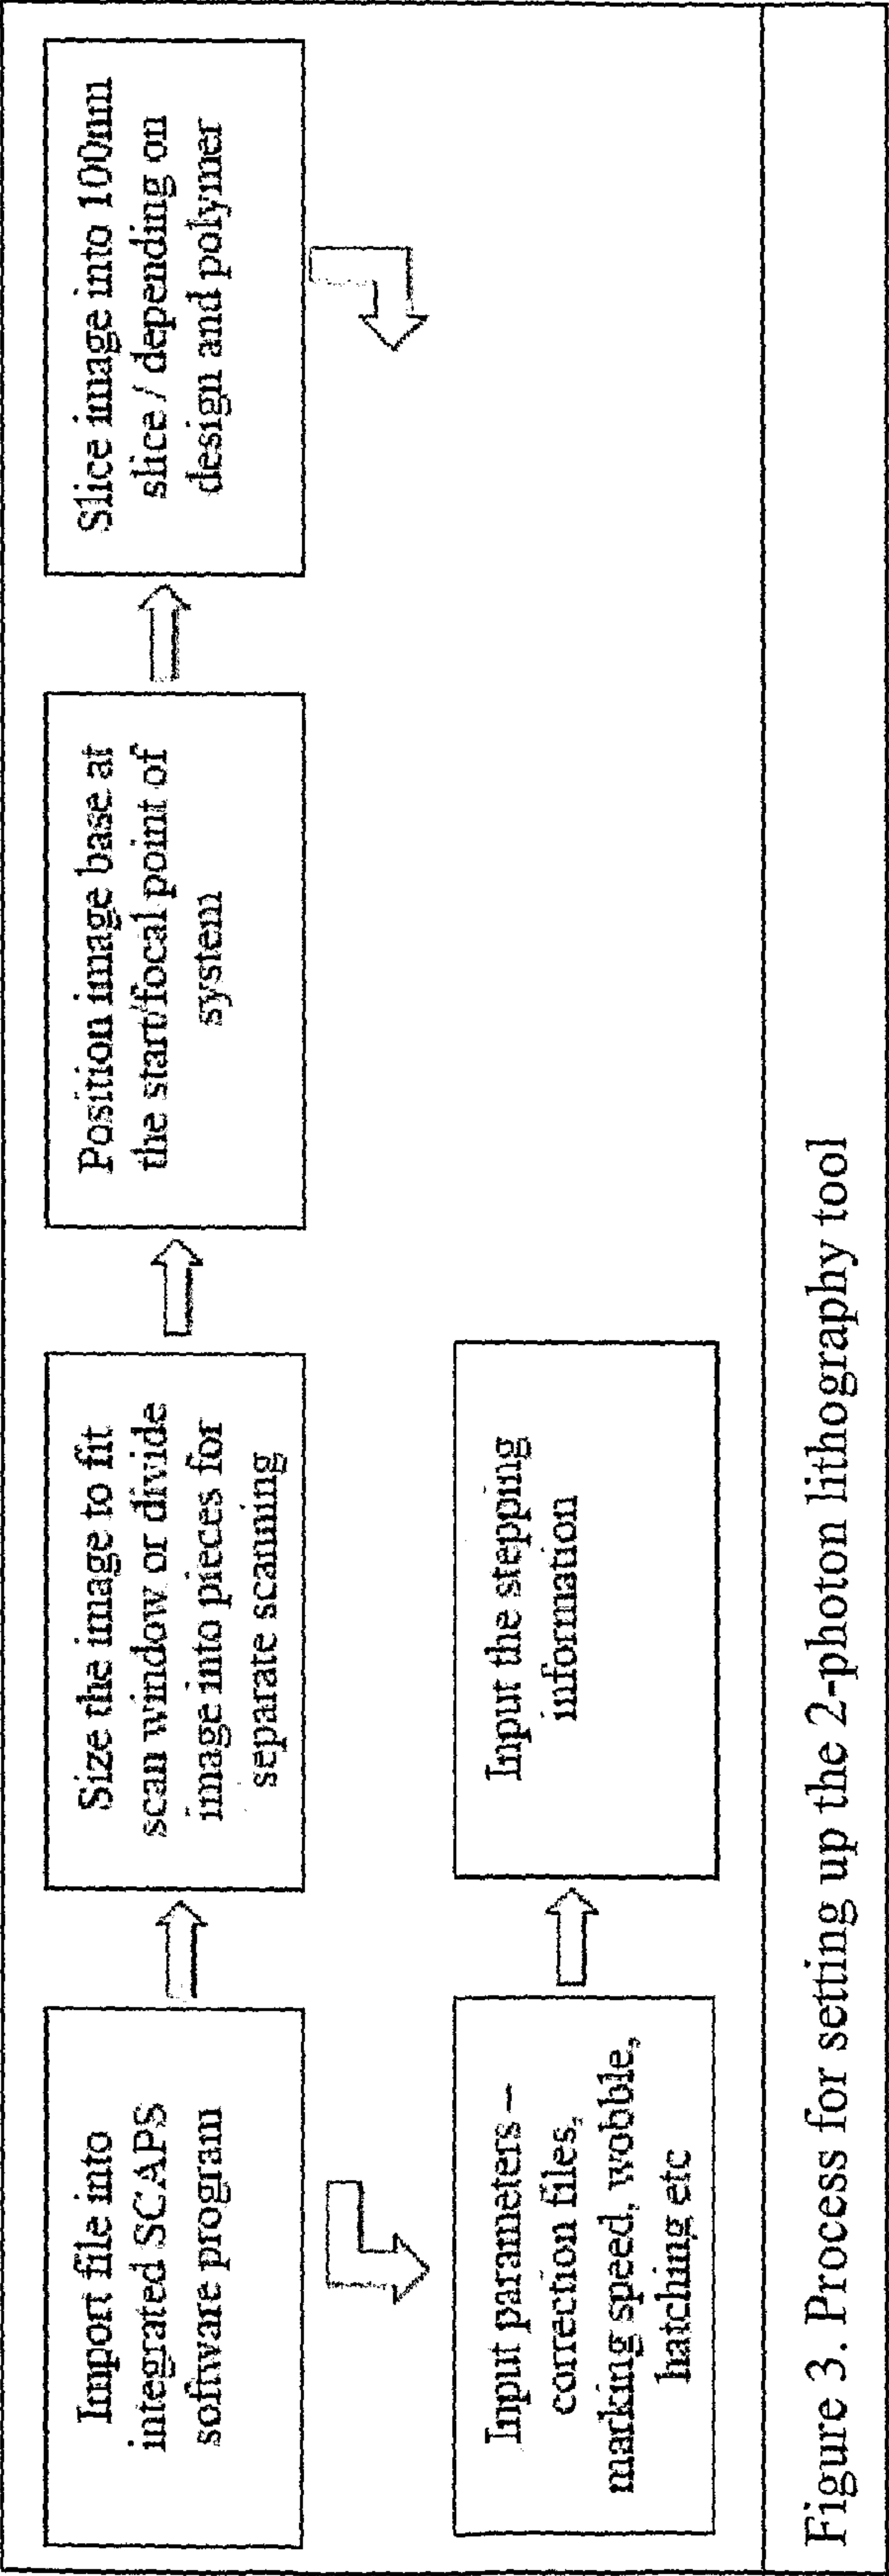 Import file into
integrated SCAPS
software program
Size the image to fit
scan window or divide
image into pieces for
separate scanning
Position image base at
the start/focal point of
system
Slice image into 100nm
slice / depending on
design and polymer
Input parameters –
correction files,
marking speed, wobble,
hatching etc
Input the stepping
information
Figure 3. Process for setting up the 2-photon lithography tool